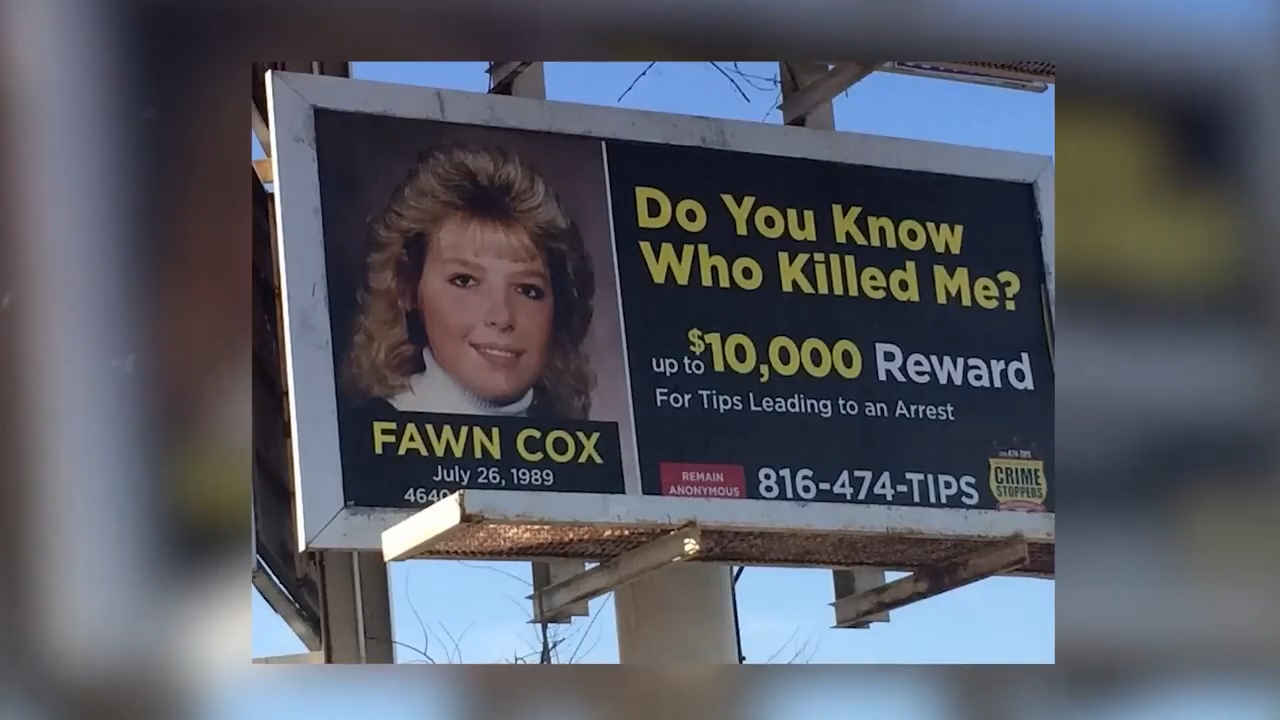 FAWN COX
July 26, 1989
4640
Do You Know
Who Killed Me?
up to $10,000 Reward
For Tips Leading to an Arrest
REMAIN
ANONYMOUS
816-474-TIPS
CRIME
STOPPERS